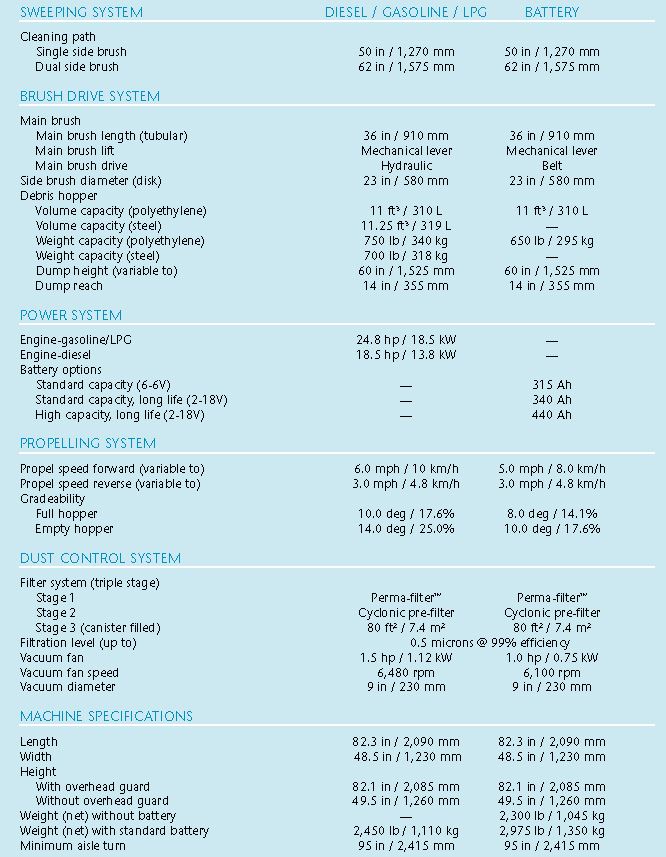 SWEEPING SYSTEM DIESEL / GASOLINE / LPG BATTERY
Cleaning path
Single side brush 50 in / 1,270 mm 50 in / 1,270 mm
Dual side brush 62 in / 1,575 mm 62 in / 1,575 mm
BRUSH DRIVE SYSTEM
Main brush
Main brush length (tubular) 36 in / 910 mm 36 in / 910 mm
Main brush lift Mechanical lever Mechanical lever
Main brush drive Hydraulic Belt
Side brush diameter (disk) 23 in / 580 mm 23 in / 580 mm
Debris hopper
Volume capacity (polyethylene) 11 ft³ / 310 L 11 ft³ / 310 L
Volume capacity (steel) 11.25 ft³ / 319 L —
Weight capacity (polyethylene) 750 lb / 340 kg 650 lb / 295 kg
Weight capacity (steel) 700 lb / 318 kg —
Dump height (variable to) 60 in / 1,525 mm 60 in / 1,525 mm
Dump reach 14 in / 355 mm 14 in / 355 mm
POWER SYSTEM
Engine-gasoline/LPG 24.8 hp / 18.5 kW —
Engine-diesel 18.5 hp / 13.8 kW —
Battery options
Standard capacity (6-6V) — 315 Ah
Standard capacity, long life (2-18V) — 340 Ah
High capacity, long life (2-18V) — 440 Ah
PROPELLING SYSTEM
Propel speed forward (variable to) 6.0 mph / 10 km/h 5.0 mph / 8.0 km/h
Propel speed reverse (variable to) 3.0 mph / 4.8 km/h 3.0 mph / 4.8 km/h
Gradeability
Full hopper 10.0 deg / 17.6% 8.0 deg / 14.1%
Empty hopper 14.0 deg / 25.0% 10.0 deg / 17.6%
DUST CONTROL SYSTEM
Filter system (triple stage)
Stage 1 Perma-filter™ Perma-filter™
Stage 2 Cyclonic pre-filter Cyclonic pre-filter
Stage 3 (canister filled) 80 ft² / 7.4 m² 80 ft² / 7.4 m²
Filtration level (up to) 0.5 microns @ 99% efficiency
Vacuum fan 1.5 hp / 1.12 kW 1.0 hp / 0.75 kW
Vacuum fan speed 6,480 rpm 6,100 rpm
Vacuum diameter 9 in / 230 mm 9 in / 230 mm
MACHINE SPECIFICATIONS
Length 82.3 in / 2,090 mm 82.3 in / 2,090 mm
Width 48.5 in / 1,230 mm 48.5 in / 1,230 mm
Height
With overhead guard 82.1 in / 2,085 mm 82.1 in / 2,085 mm
Without overhead guard 49.5 in / 1,260 mm 49.5 in / 1,260 mm
Weight (net) without battery — 2,300 lb / 1,045 kg
Weight (net) with standard battery 2,450 lb / 1,110 kg 2,975 lb / 1,350 kg
Minimum aisle turn 95 in / 2,415 mm 95 in / 2,415 mm